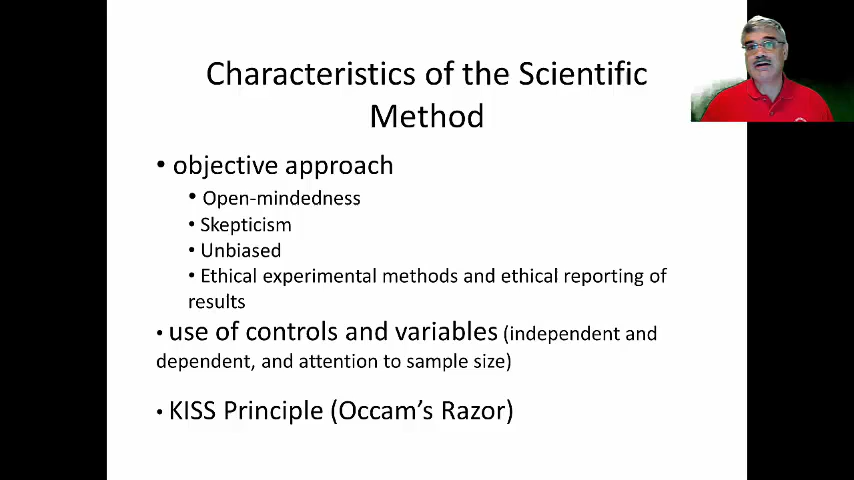 Characteristics of the Scientific
Method
• objective approach
• Open-mindedness
• Skepticism
• Unbiased
• Ethical experimental methods and ethical reporting of
results
• use of controls and variables (independent and
dependent, and attention to sample size)
• KISS Principle (Occam’s Razor)